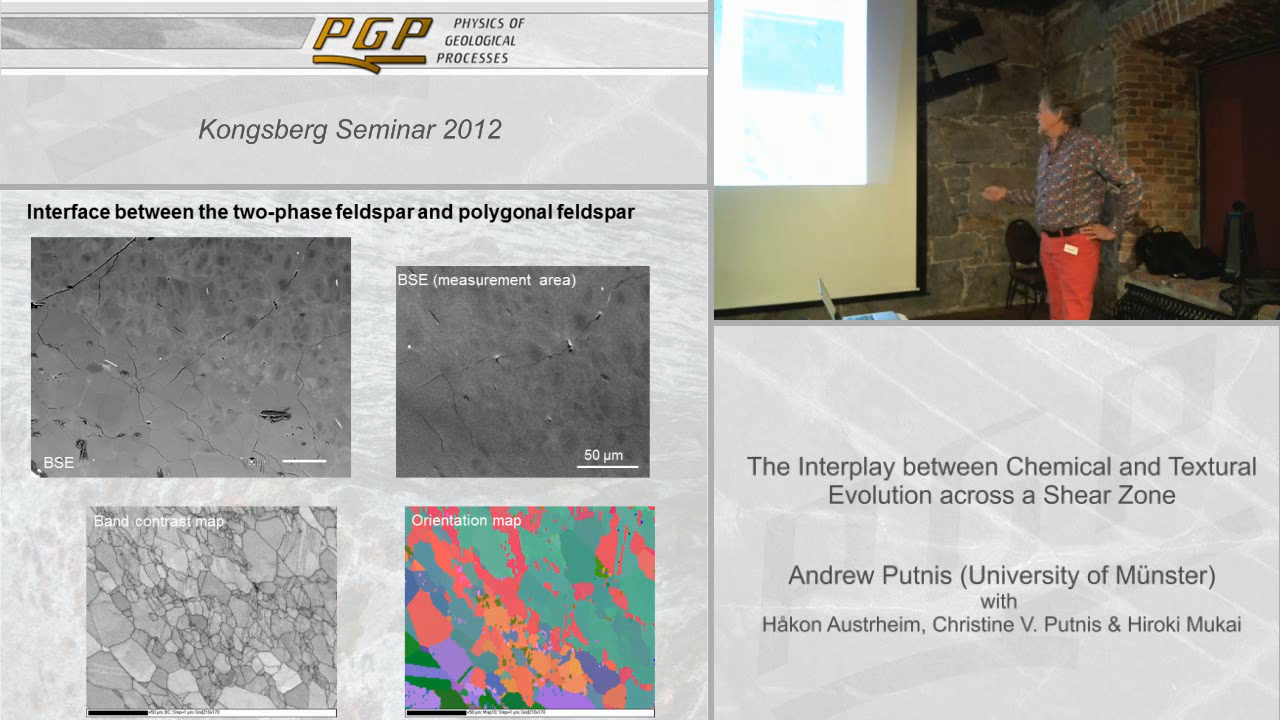 PGP
PHYSICS OF
GEOLOGICAL
PROCESSES
Kongsberg Seminar 2012
Interface between the two-phase feldspar and polygonal feldspar
BSE
BSE (measurement area)
50 µm
Band contrast map
Orientation map
The Interplay between Chemical and Textural
Evolution across a Shear Zone
Andrew Putnis (University of Münster)
with
Håkon Austrheim, Christine V. Putnis & Hiroki Mukai